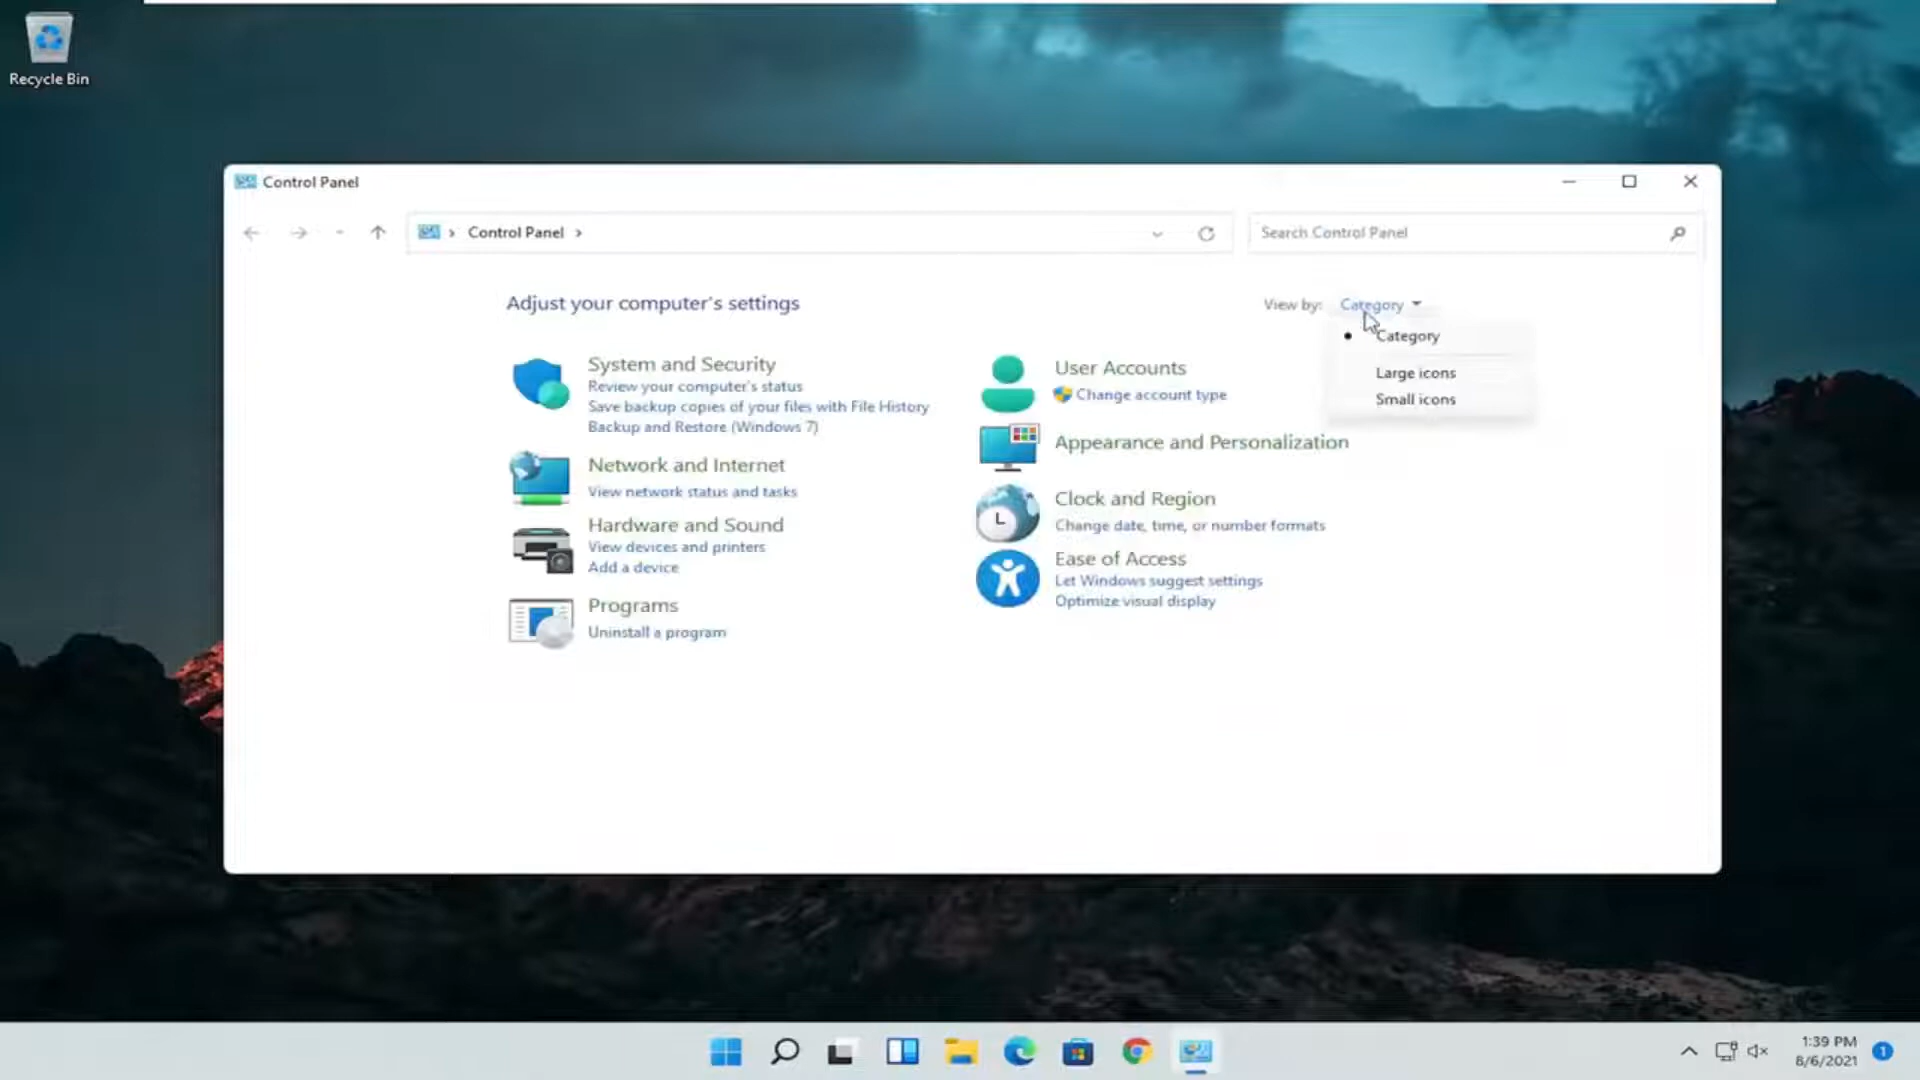 Recycle Bin
Control Panel
Control Panel
Search Control Panel
Adjust your computer's settings
View by: Category
Category
Large icons
Small icons
System and Security
Review your computer's status
Save backup copies of your files with File History
Backup and Restore (Windows 7)
Network and Internet
View network status and tasks
Hardware and Sound
View devices and printers
Add a device
Programs
Uninstall a program
User Accounts
Change account type
Appearance and Personalization
Clock and Region
Change date, time, or number formats
Ease of Access
Let Windows suggest settings
Optimize visual display
1:39 PM
8/6/2021
1